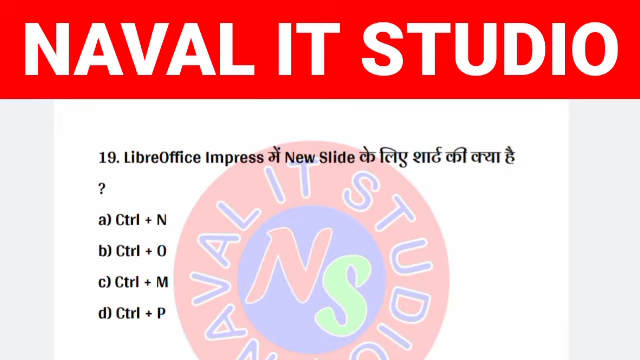 NAVAL IT STUDIO
19. LibreOffice Impress में New Slide के लिए शार्ट की क्या है
?
a) Ctrl + N
b) Ctrl + O
c) Ctrl + M
d) Ctrl + P
NAVAL IT STUDIO
NS